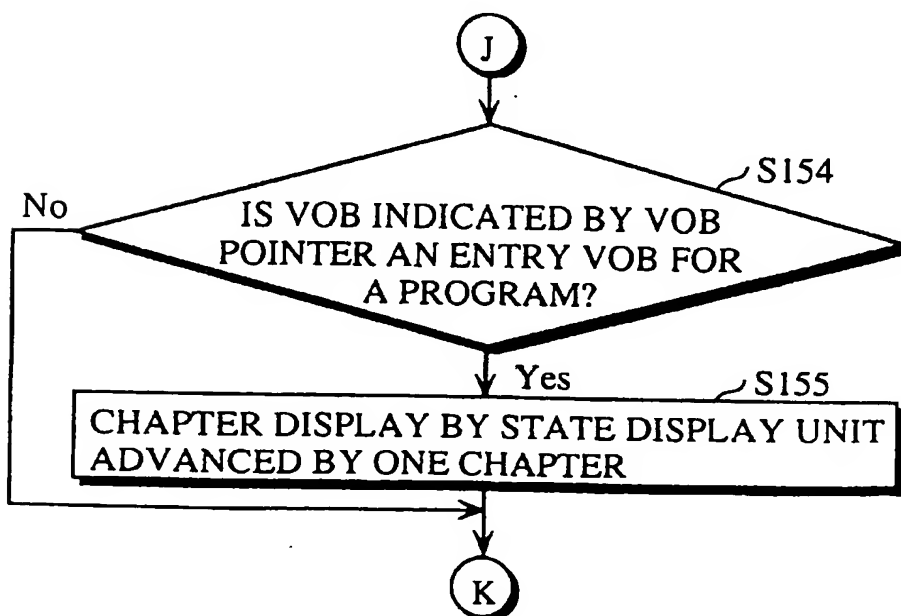 J
S154
No
IS VOB INDICATED BY VOB
POINTER AN ENTRY VOB FOR
A PROGRAM?
Yes
S155
CHAPTER DISPLAY BY STATE DISPLAY UNIT
ADVANCED BY ONE CHAPTER
K